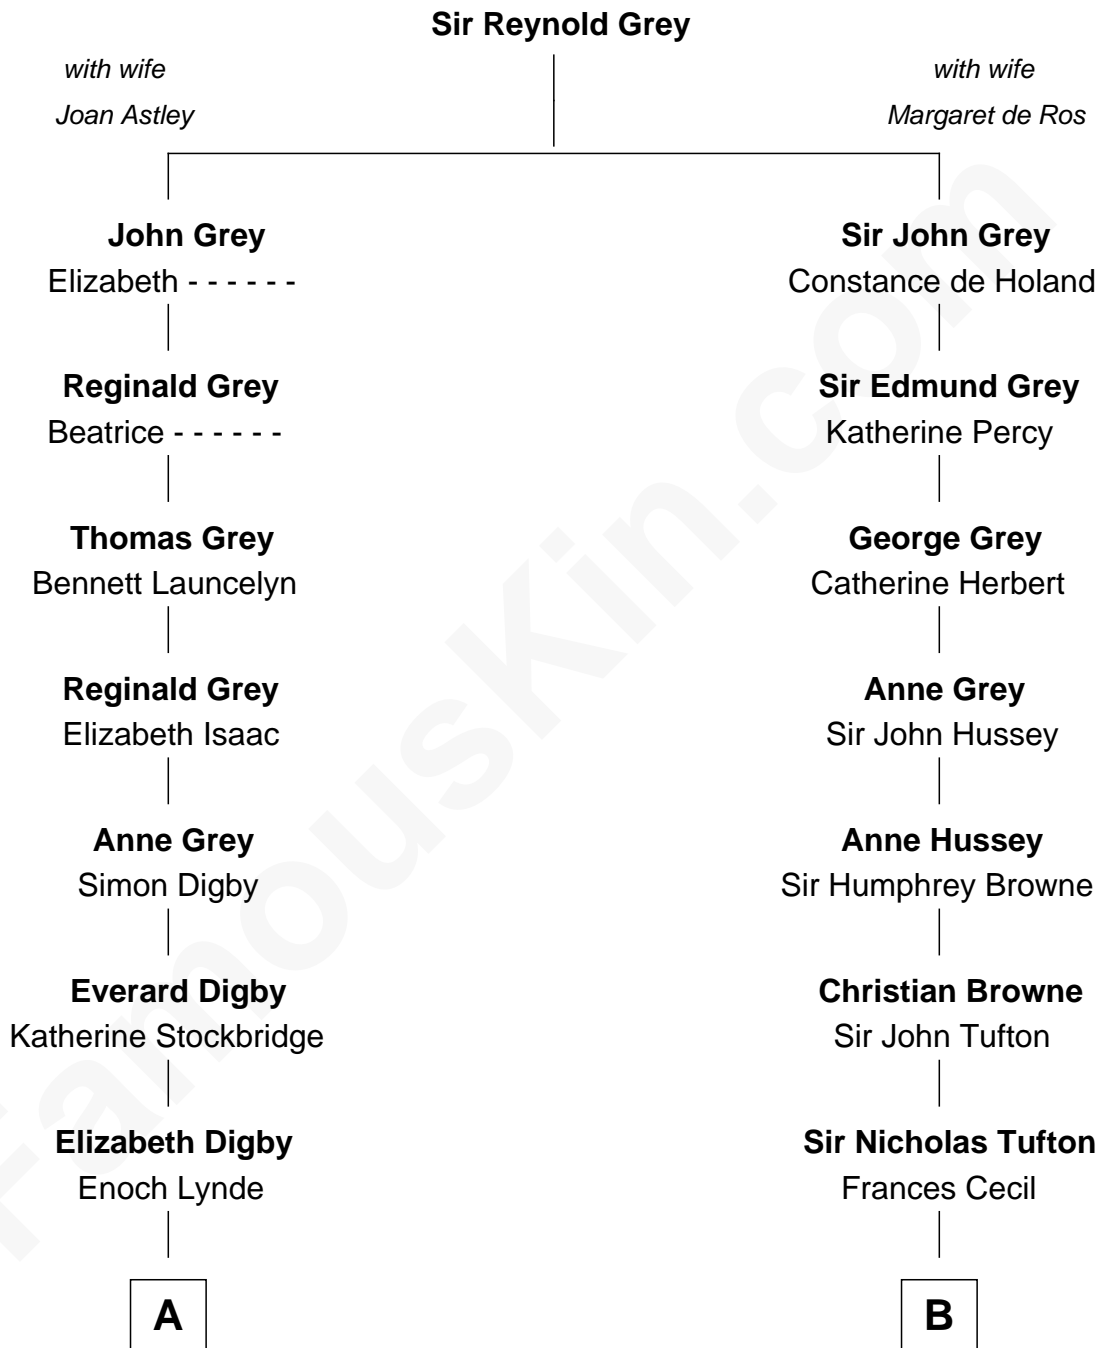 Sir Reynold Grey
with wife
Joan Astley
with wife
Margaret de Ros
John Grey
Elizabeth - - - - - -
Reginald Grey
Beatrice - - - - - -
Thomas Grey
Bennett Launcelyn
Reginald Grey
Elizabeth Isaac
Anne Grey
Simon Digby
Everard Digby
Katherine Stockbridge
Elizabeth Digby
Enoch Lynde
A
Sir John Grey
Constance de Holand
Sir Edmund Grey
Katherine Percy
George Grey
Catherine Herbert
Anne Grey
Sir John Hussey
Anne Hussey
Sir Humphrey Browne
Christian Browne
Sir John Tufton
Sir Nicholas Tufton
Frances Cecil
B
FamousKin.com